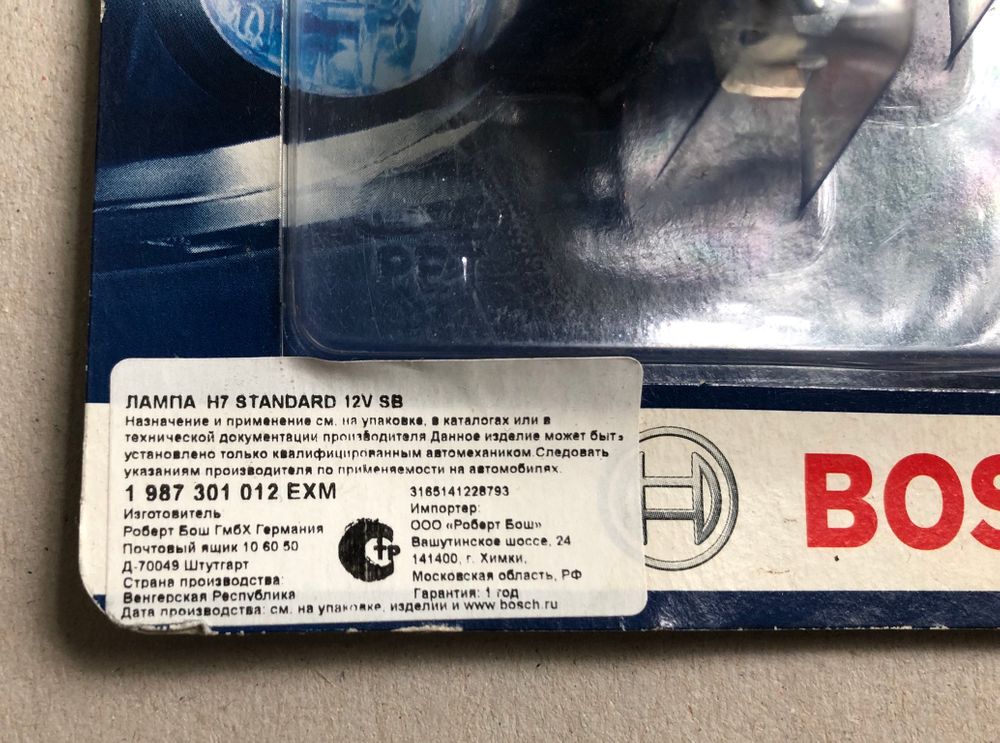 ЛАМПА H7 STANDARD 12V SB
Назначение и применение см. на упаковке, в каталогах или в
технической документации производителя Данное изделие может быть
установлено только квалифицированным автомехаником.Следовать
указаниям производителя по применяемости на автомобилях.
1 987 301 012 EXM
Изготовитель
Роберт Бош ГмбХ Германия
Почтовый ящик 10 60 50
Д-70049 Штутгарт
Страна производства:
Венгерская Республика
Дата производства: см. на упаковке, изделии и www bosch.ru
Стр
3165141228793
Импортер:
ООО «Роберт Бош»
Вашутинское шоссе, 24
141400, г. Химки,
Московская область, РФ
Гарантия: 1 год
BOS